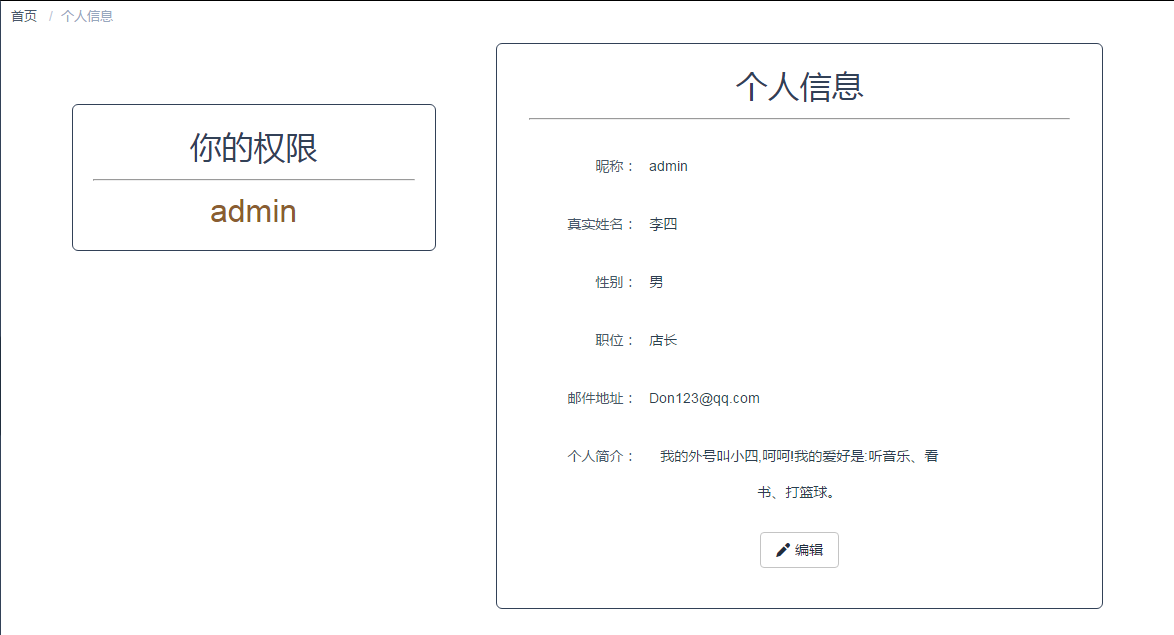 首页 / 个人信息
你的权限
admin
个人信息
昵称： admin
真实姓名： 李四
性别： 男
职位： 店长
邮件地址： Don123@qq.com
个人简介： 我的外号叫小四,呵呵!我的爱好是:听音乐、看
书、打篮球。
编辑